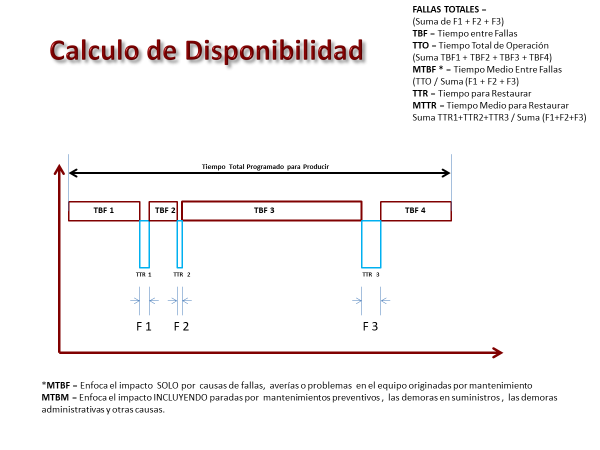 Calculo de Disponibilidad
FALLAS TOTALES –
(Suma de F1 + F2 + F3)
TBF – Tiempo entre Fallas
TTO – Tiempo Total de Operación
(Suma TBF1 + TBF2 + TBF3 + TBF4)
MTBF * – Tiempo Medio Entre Fallas
(TTO / Suma (F1 + F2 + F3)
TTR – Tiempo para Restaurar
MTTR – Tiempo Medio para Restaurar
Suma TTR1+TTR2+TTR3 / Suma (F1+F2+F3)
Tiempo Total Programado para Producir
TBF 1 TBF 2 TBF 3 TBF 4
TTR 1 TTR 2 TTR 3
F 1 F 2 F 3
*MTBF – Enfoca el impacto SOLO por causas de fallas, averías o problemas en el equipo originadas por mantenimiento
MTBM – Enfoca el impacto INCLUYENDO paradas por mantenimientos preventivos , las demoras en suministros , las demoras
administrativas y otras causas.